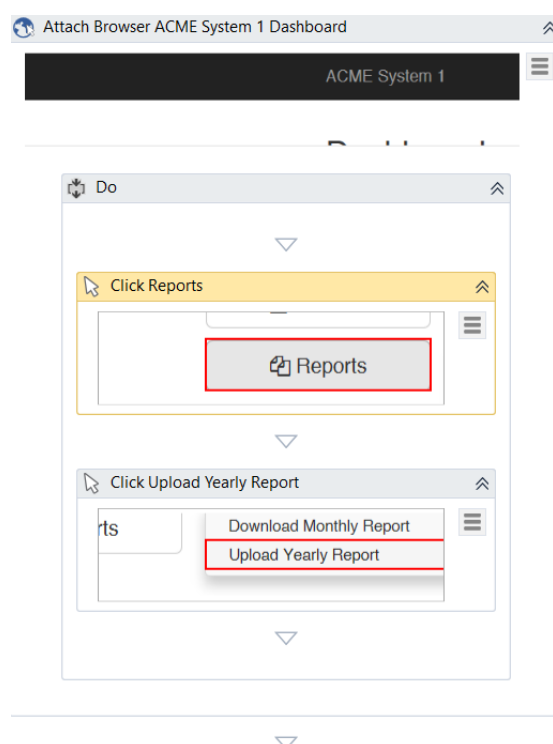 Attach Browser ACME System 1 Dashboard
ACME System 1
Do
Click Reports
Reports
Click Upload Yearly Report
rts
Download Monthly Report
Upload Yearly Report